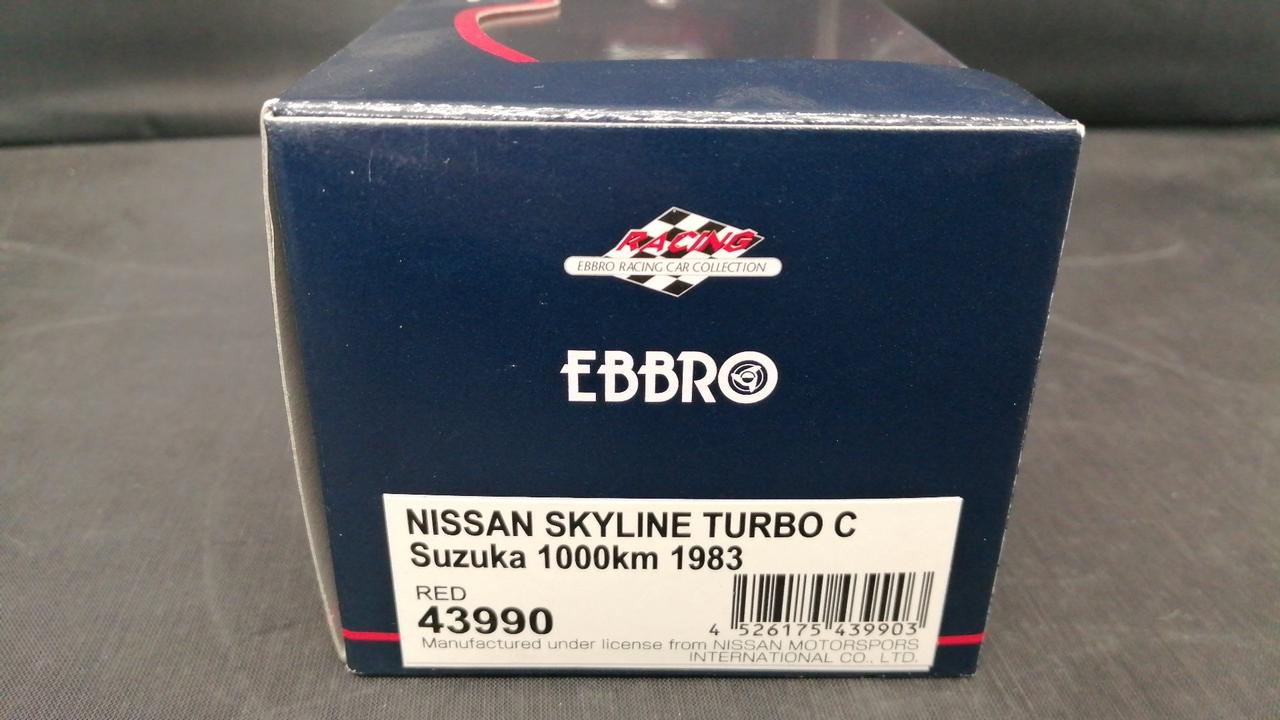 RACING
EBBRO RACING CAR COLLECTION
EBBRO
NISSAN SKYLINE TURBO C
Suzuka 1000km 1983
RED
43990
4 526175 439903
Manufactured under license from NISSAN MOTORSPORS
INTERNATIONAL CO., LTD.